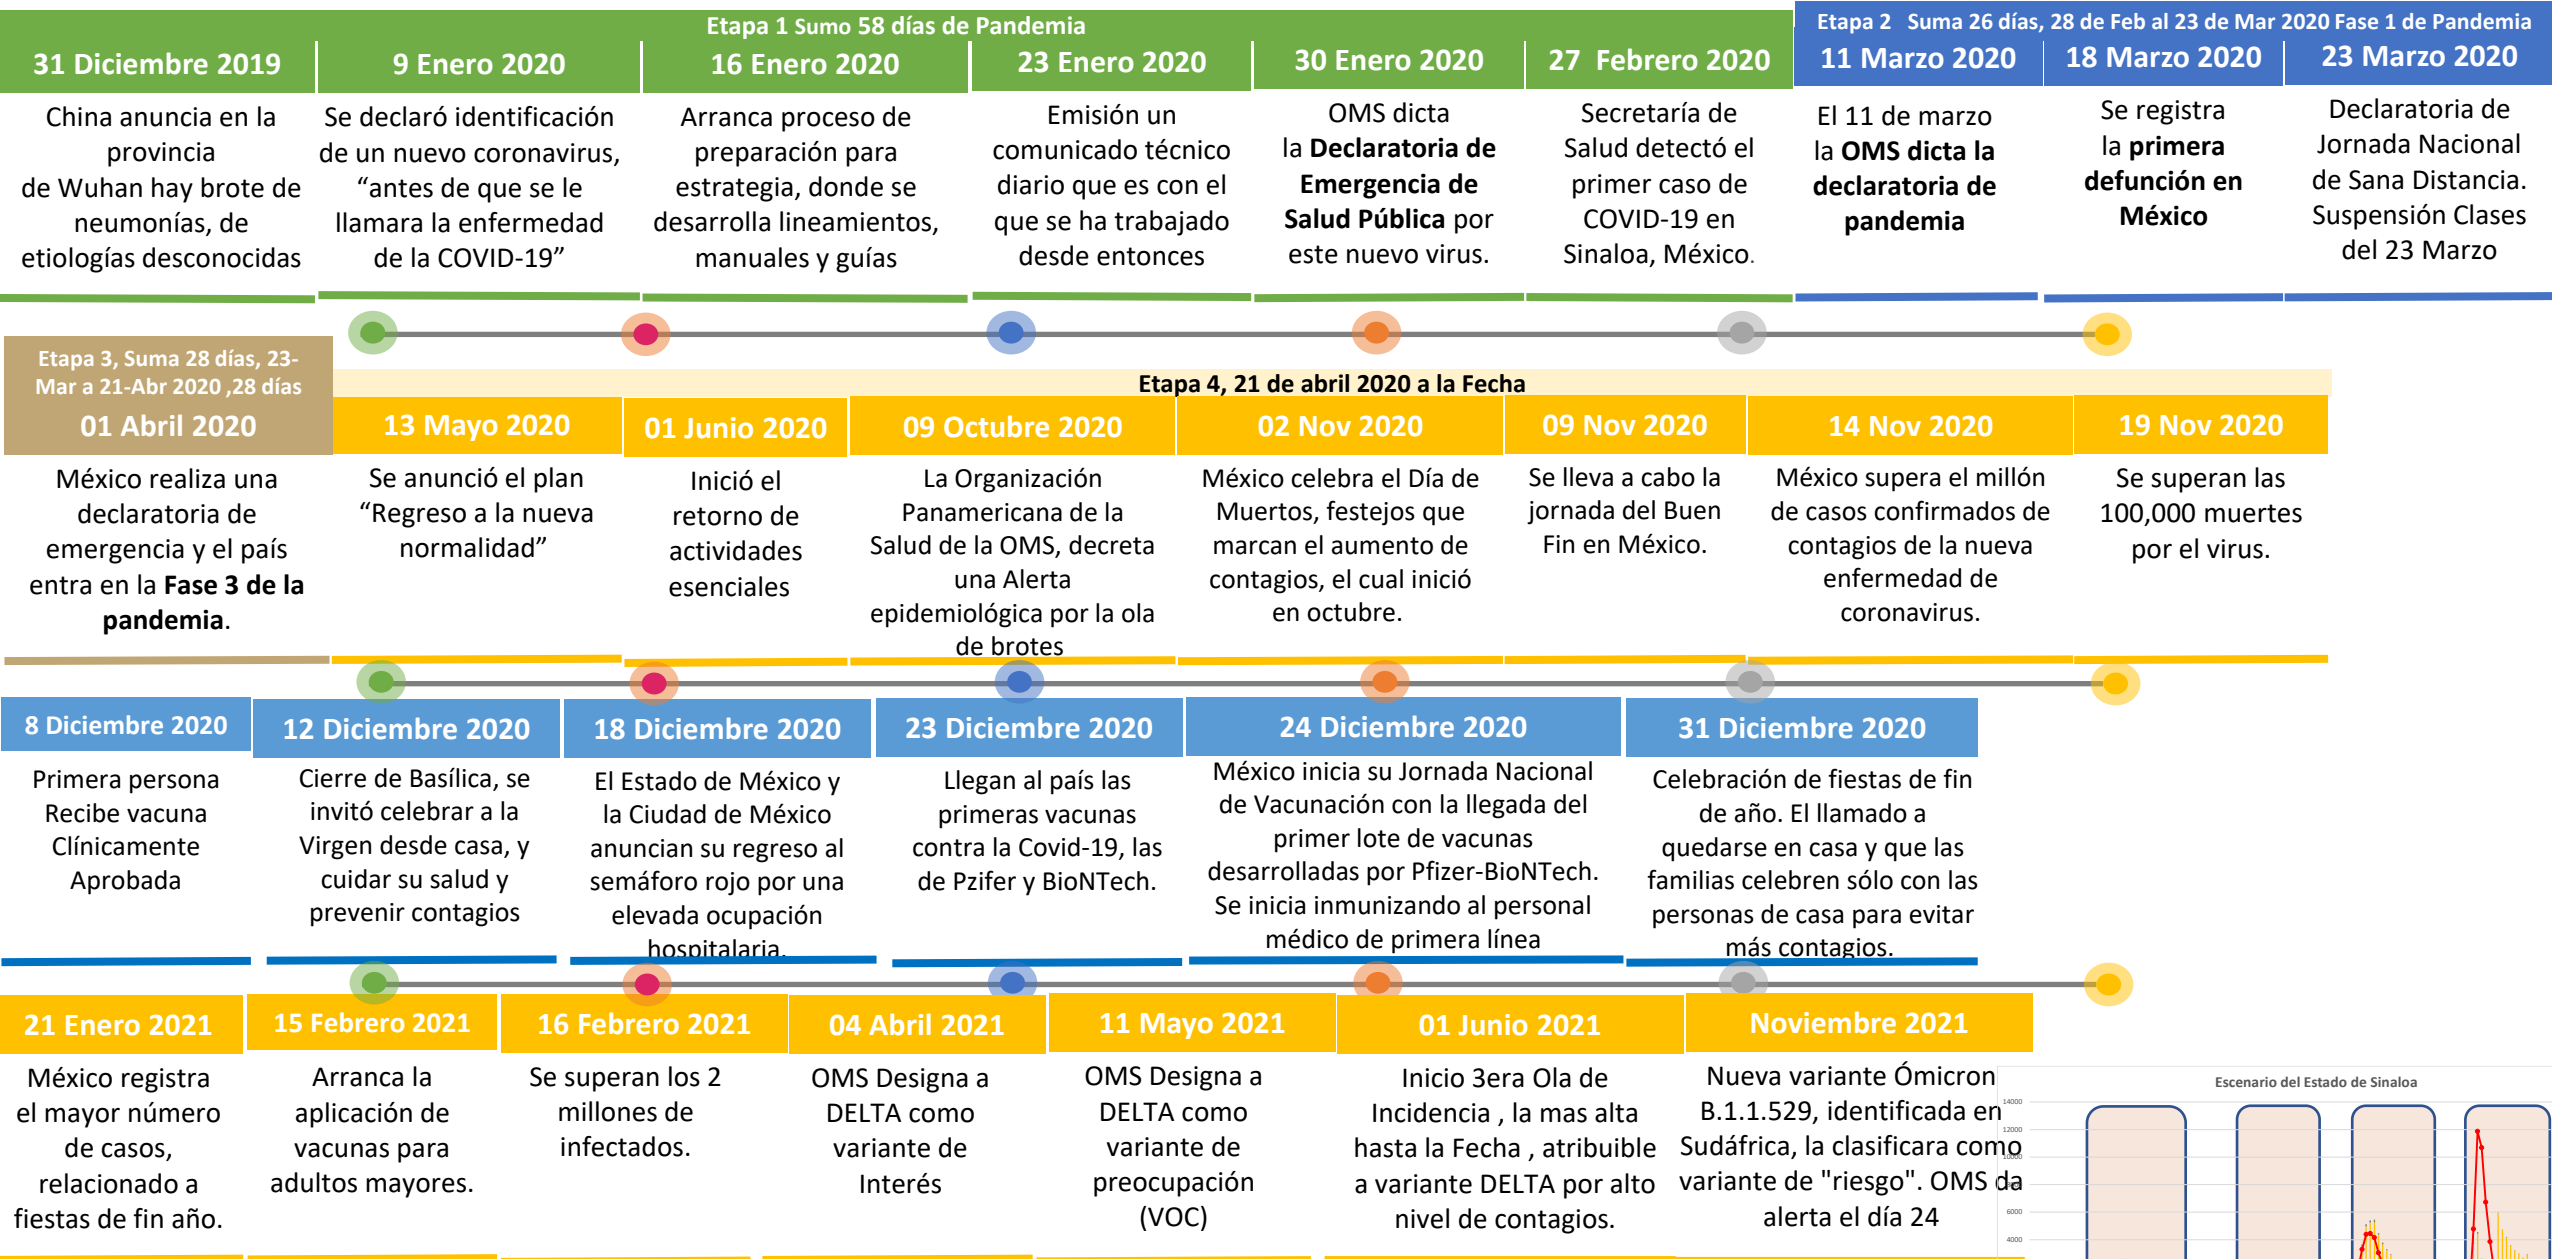 Etapa 1 Sumo 58 días de Pandemia
Etapa 2 Suma 26 días, 28 de Feb al 23 de Mar 2020 Fase 1 de Pandemia
31 Diciembre 2019
China anuncia en la
provincia
de Wuhan hay brote de
neumonías, de
etiologías desconocidas
9 Enero 2020
Se declaró identificación
de un nuevo coronavirus,
“antes de que se le
llamara la enfermedad
de la COVID-19”
16 Enero 2020
Arranca proceso de
preparación para
estrategia, donde se
desarrolla lineamientos,
manuales y guías
23 Enero 2020
Emisión un
comunicado técnico
diario que es con el
que se ha trabajado
desde entonces
30 Enero 2020
OMS dicta
la Declaratoria de
Emergencia de
Salud Pública por
este nuevo virus.
27 Febrero 2020
Secretaría de
Salud detectó el
primer caso de
COVID-19 en
Sinaloa, México.
11 Marzo 2020
El 11 de marzo
la OMS dicta la
declaratoria de
pandemia
18 Marzo 2020
Se registra
la primera
defunción en
México
23 Marzo 2020
Declaratoria de
Jornada Nacional
de Sana Distancia.
Suspensión Clases
del 23 Marzo
Etapa 3, Suma 28 días, 23-
Mar a 21-Abr 2020 ,28 días
01 Abril 2020
México realiza una
declaratoria de
emergencia y el país
entra en la Fase 3 de la
pandemia.
Etapa 4, 21 de abril 2020 a la Fecha
13 Mayo 2020
Se anunció el plan
“Regreso a la nueva
normalidad”
01 Junio 2020
Inició el
retorno de
actividades
esenciales
09 Octubre 2020
La Organización
Panamericana de la
Salud de la OMS, decreta
una Alerta
epidemiológica por la ola
de brotes
02 Nov 2020
México celebra el Día de
Muertos, festejos que
marcan el aumento de
contagios, el cual inició
en octubre.
09 Nov 2020
Se lleva a cabo la
jornada del Buen
Fin en México.
14 Nov 2020
México supera el millón
de casos confirmados de
contagios de la nueva
enfermedad de
coronavirus.
19 Nov 2020
Se superan las
100,000 muertes
por el virus.
8 Diciembre 2020
Primera persona
Recibe vacuna
Clínicamente
Aprobada
12 Diciembre 2020
Cierre de Basílica, se
invitó celebrar a la
Virgen desde casa, y
cuidar su salud y
prevenir contagios
18 Diciembre 2020
El Estado de México y
la Ciudad de México
anuncian su regreso al
semáforo rojo por una
elevada ocupación
hospitalaria.
23 Diciembre 2020
Llegan al país las
primeras vacunas
contra la Covid-19, las
de Pzifer y BioNTech.
24 Diciembre 2020
México inicia su Jornada Nacional
de Vacunación con la llegada del
primer lote de vacunas
desarrolladas por Pfizer-BioNTech.
Se inicia inmunizando al personal
médico de primera línea
31 Diciembre 2020
Celebración de fiestas de fin
de año. El llamado a
quedarse en casa y que las
familias celebren sólo con las
personas de casa para evitar
más contagios.
21 Enero 2021
México registra
el mayor número
de casos,
relacionado a
fiestas de fin año.
15 Febrero 2021
Arranca la
aplicación de
vacunas para
adultos mayores.
16 Febrero 2021
Se superan los 2
millones de
infectados.
04 Abril 2021
OMS Designa a
DELTA como
variante de
Interés
11 Mayo 2021
OMS Designa a
DELTA como
variante de
preocupación
(VOC)
01 Junio 2021
Inicio 3era Ola de
Incidencia , la mas alta
hasta la Fecha , atribuible
a variante DELTA por alto
nivel de contagios.
Noviembre 2021
Nueva variante Ómicron
B.1.1.529, identificada en
Sudáfrica, la clasificara como
variante de "riesgo". OMS da
alerta el día 24
Escenario del Estado de Sinaloa
14000
12000
10000
6000
4000